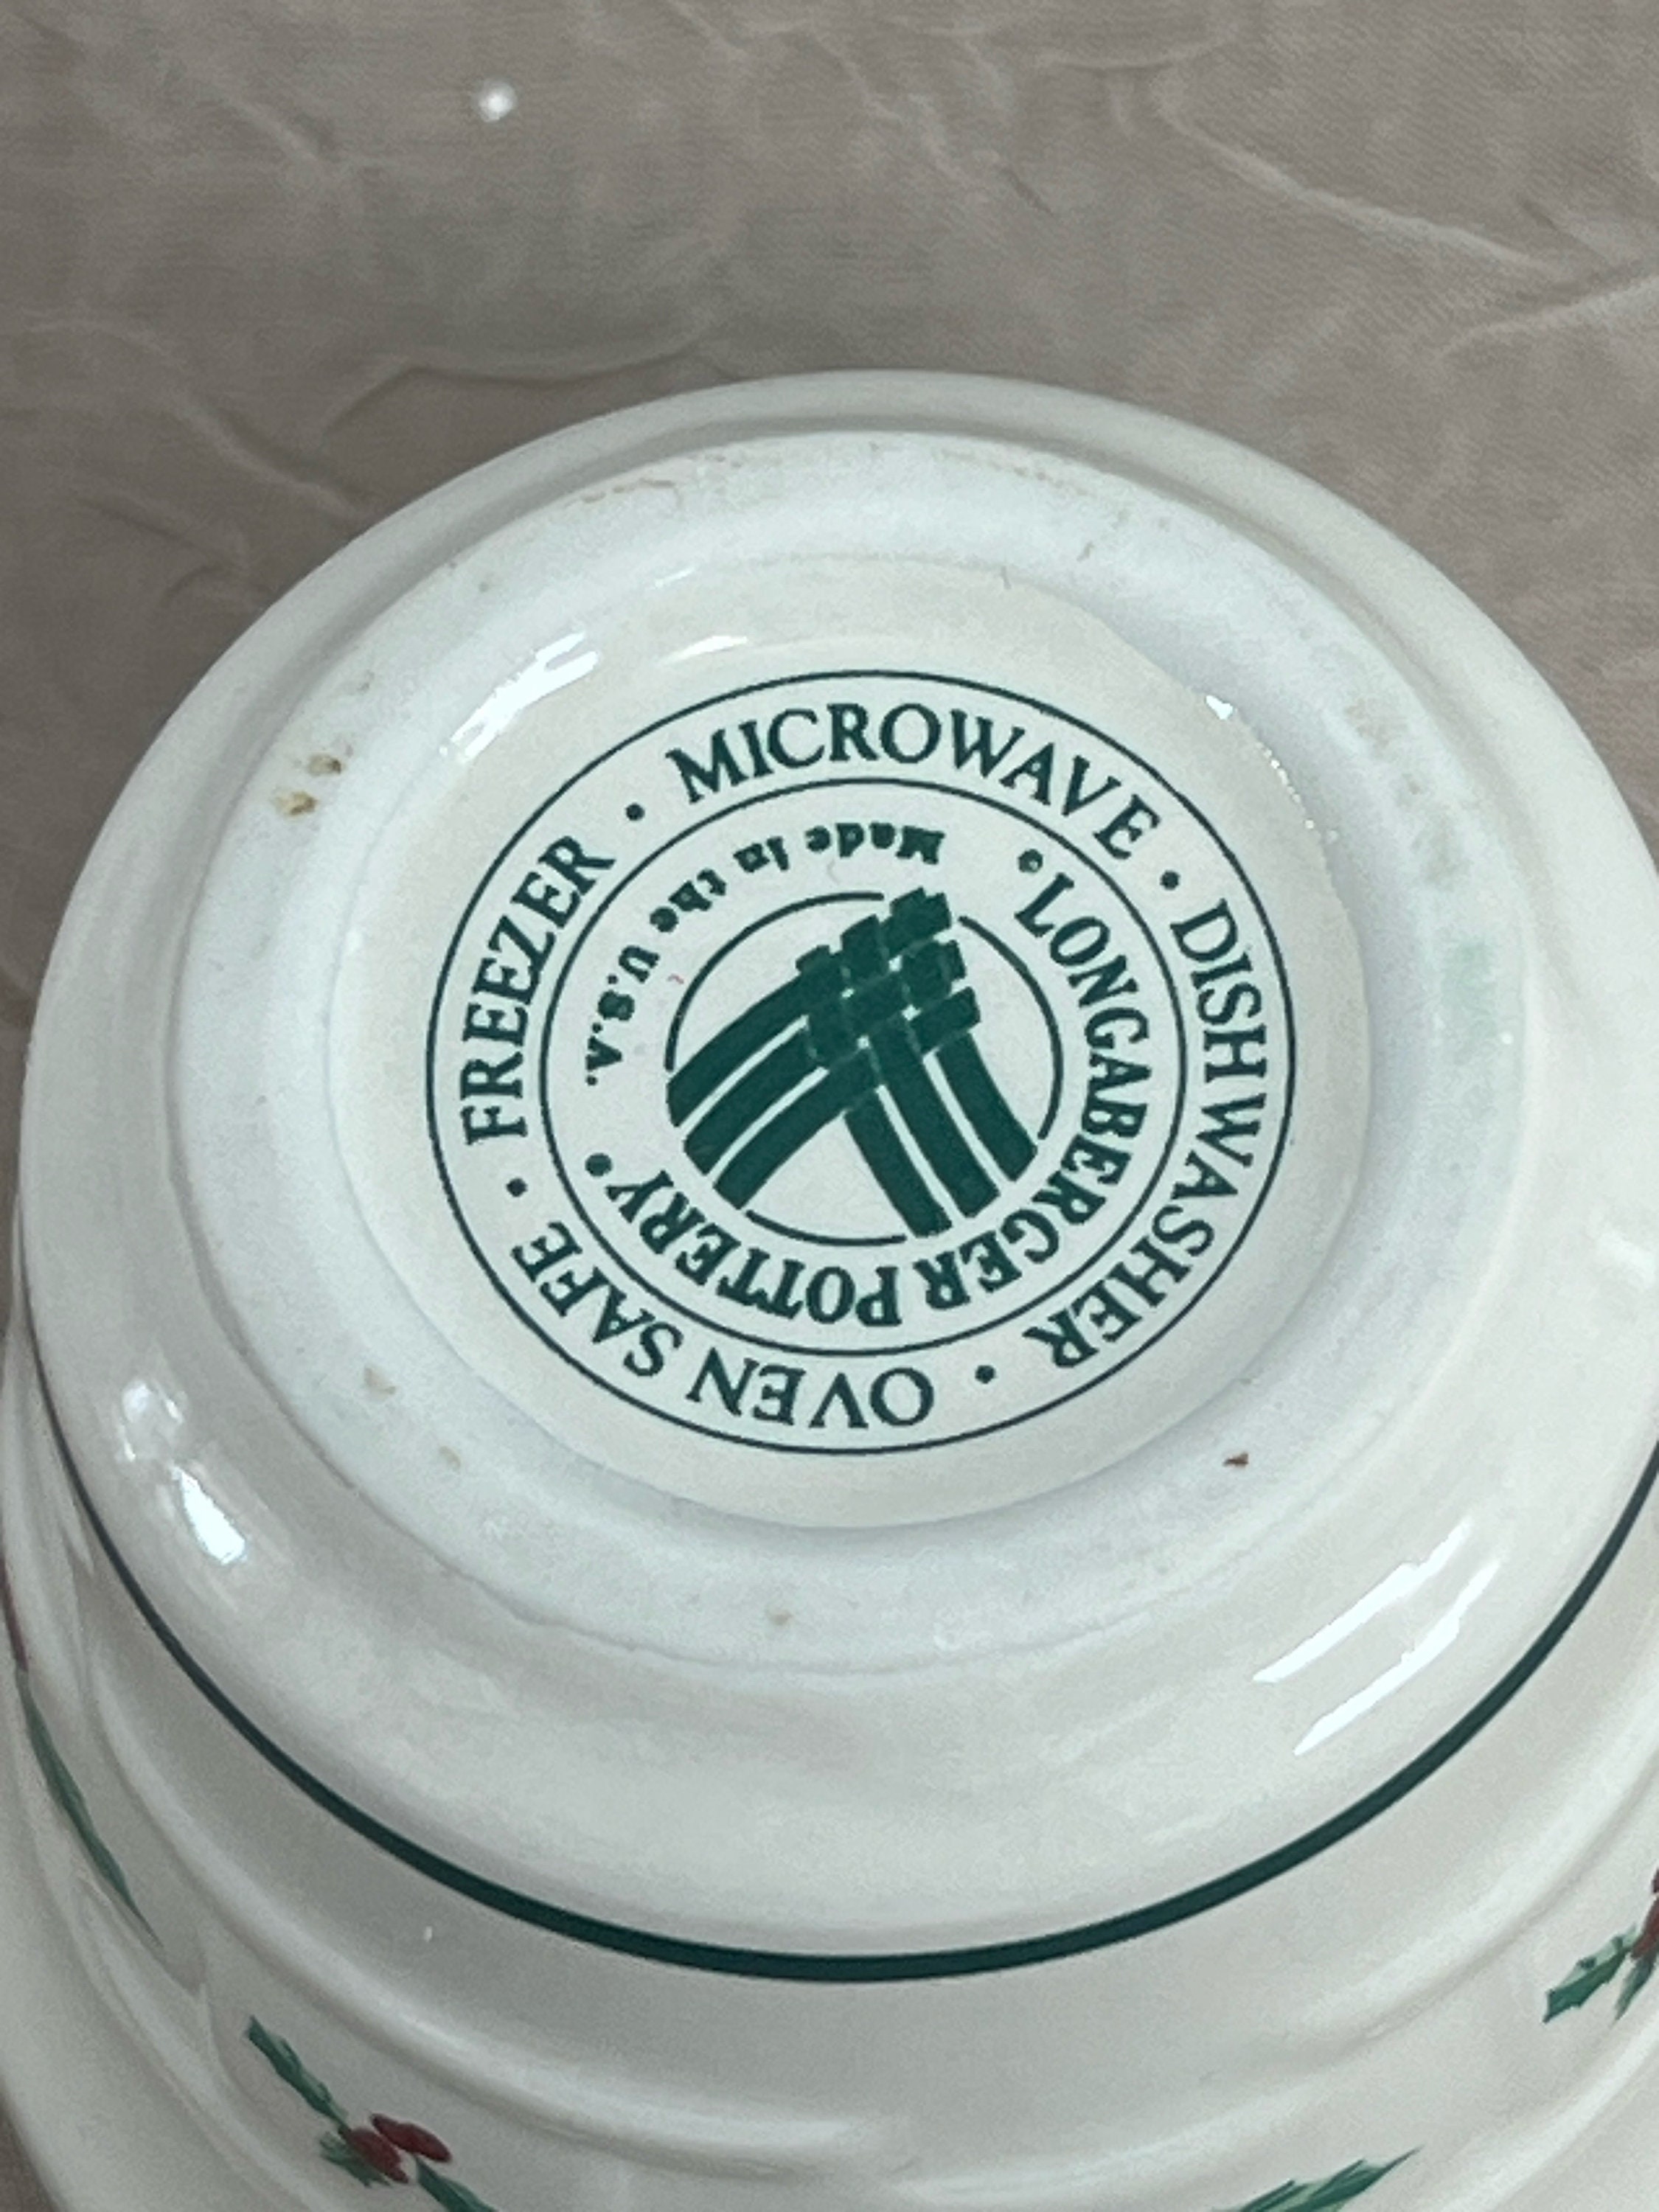 MICROWAVE • DISHWASHER • OVEN SAFE • FREEZER •
• LONGABERGER POTTERY •
Made in the U.S.A.